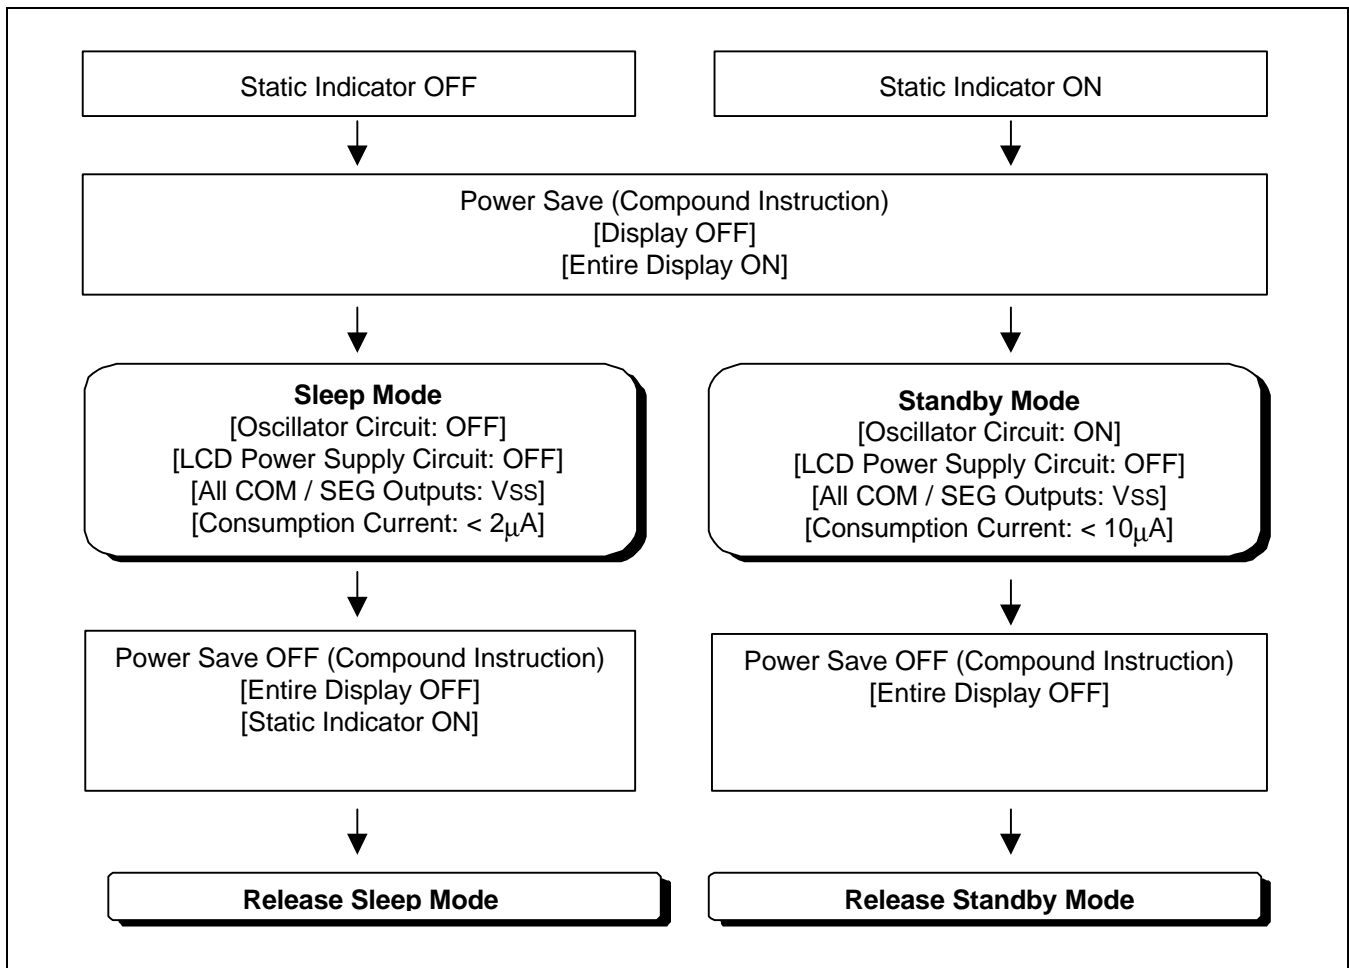 Static Indicator OFF
Static Indicator ON
Power Save (Compound Instruction)
[Display OFF]
[Entire Display ON]
Sleep Mode
[Oscillator Circuit: OFF]
[LCD Power Supply Circuit: OFF]
[All COM / SEG Outputs: VSS]
[Consumption Current: < 2μA]
Standby Mode
[Oscillator Circuit: ON]
[LCD Power Supply Circuit: OFF]
[All COM / SEG Outputs: VSS]
[Consumption Current: < 10μA]
Power Save OFF (Compound Instruction)
[Entire Display OFF]
[Static Indicator ON]
Power Save OFF (Compound Instruction)
[Entire Display OFF]
Release Sleep Mode
Release Standby Mode